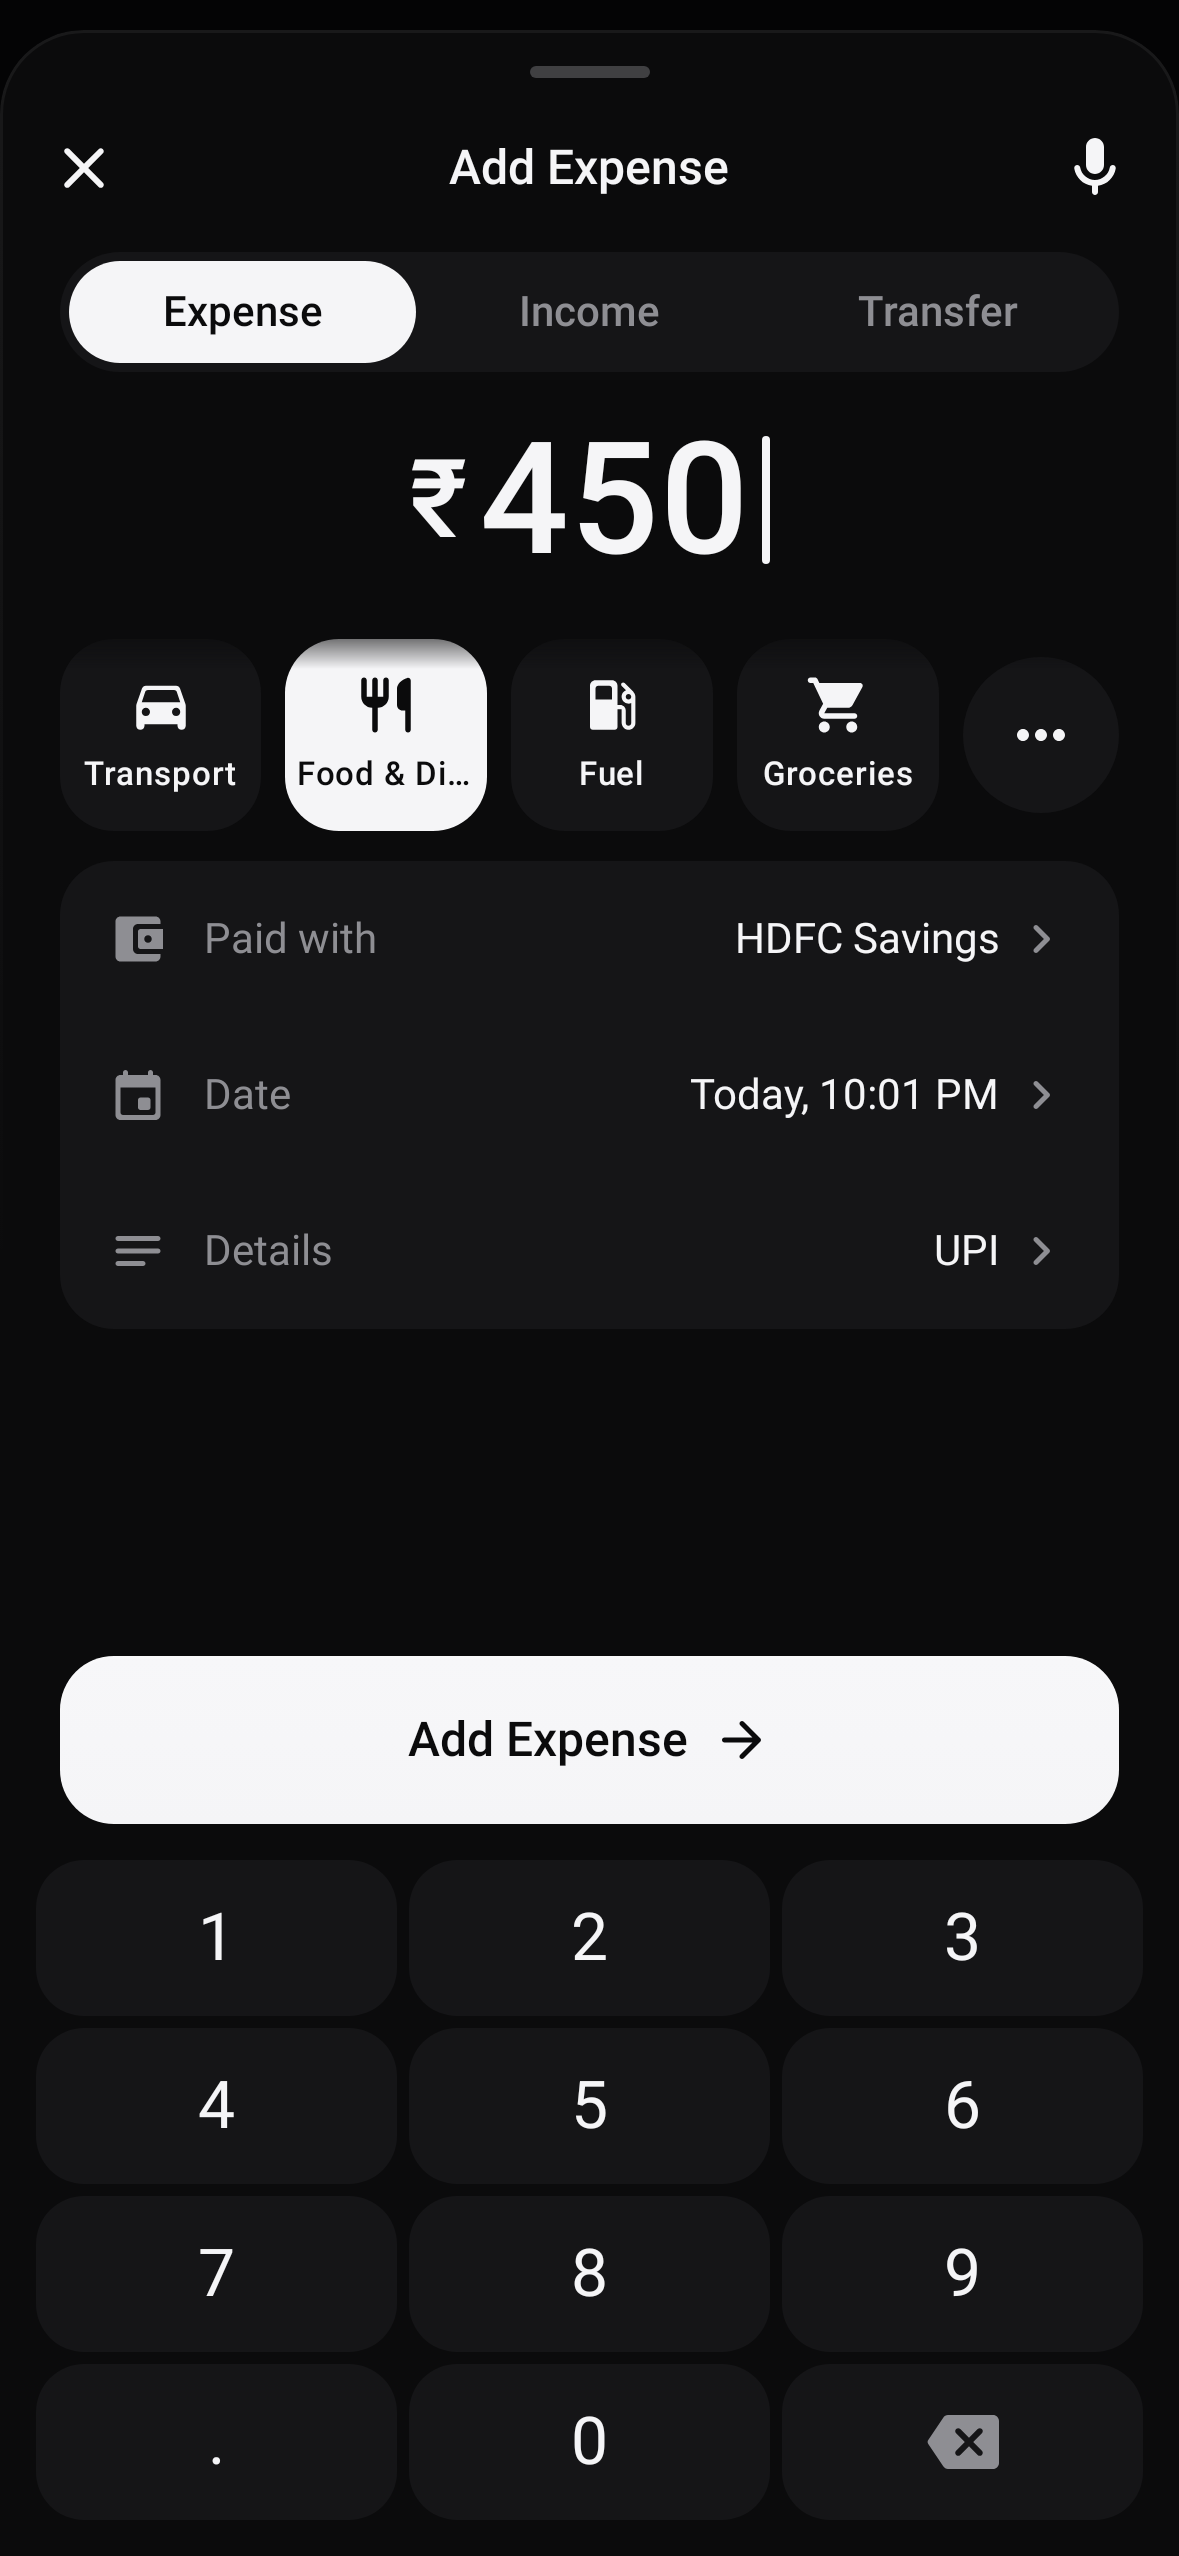 Add Expense
Expense Income Transfer
₹450
Transport Food & Di... Fuel Groceries
Paid with HDFC Savings
Date Today, 10:01 PM
Details UPI
Add Expense
1 2 3
4 5 6
7 8 9
. 0